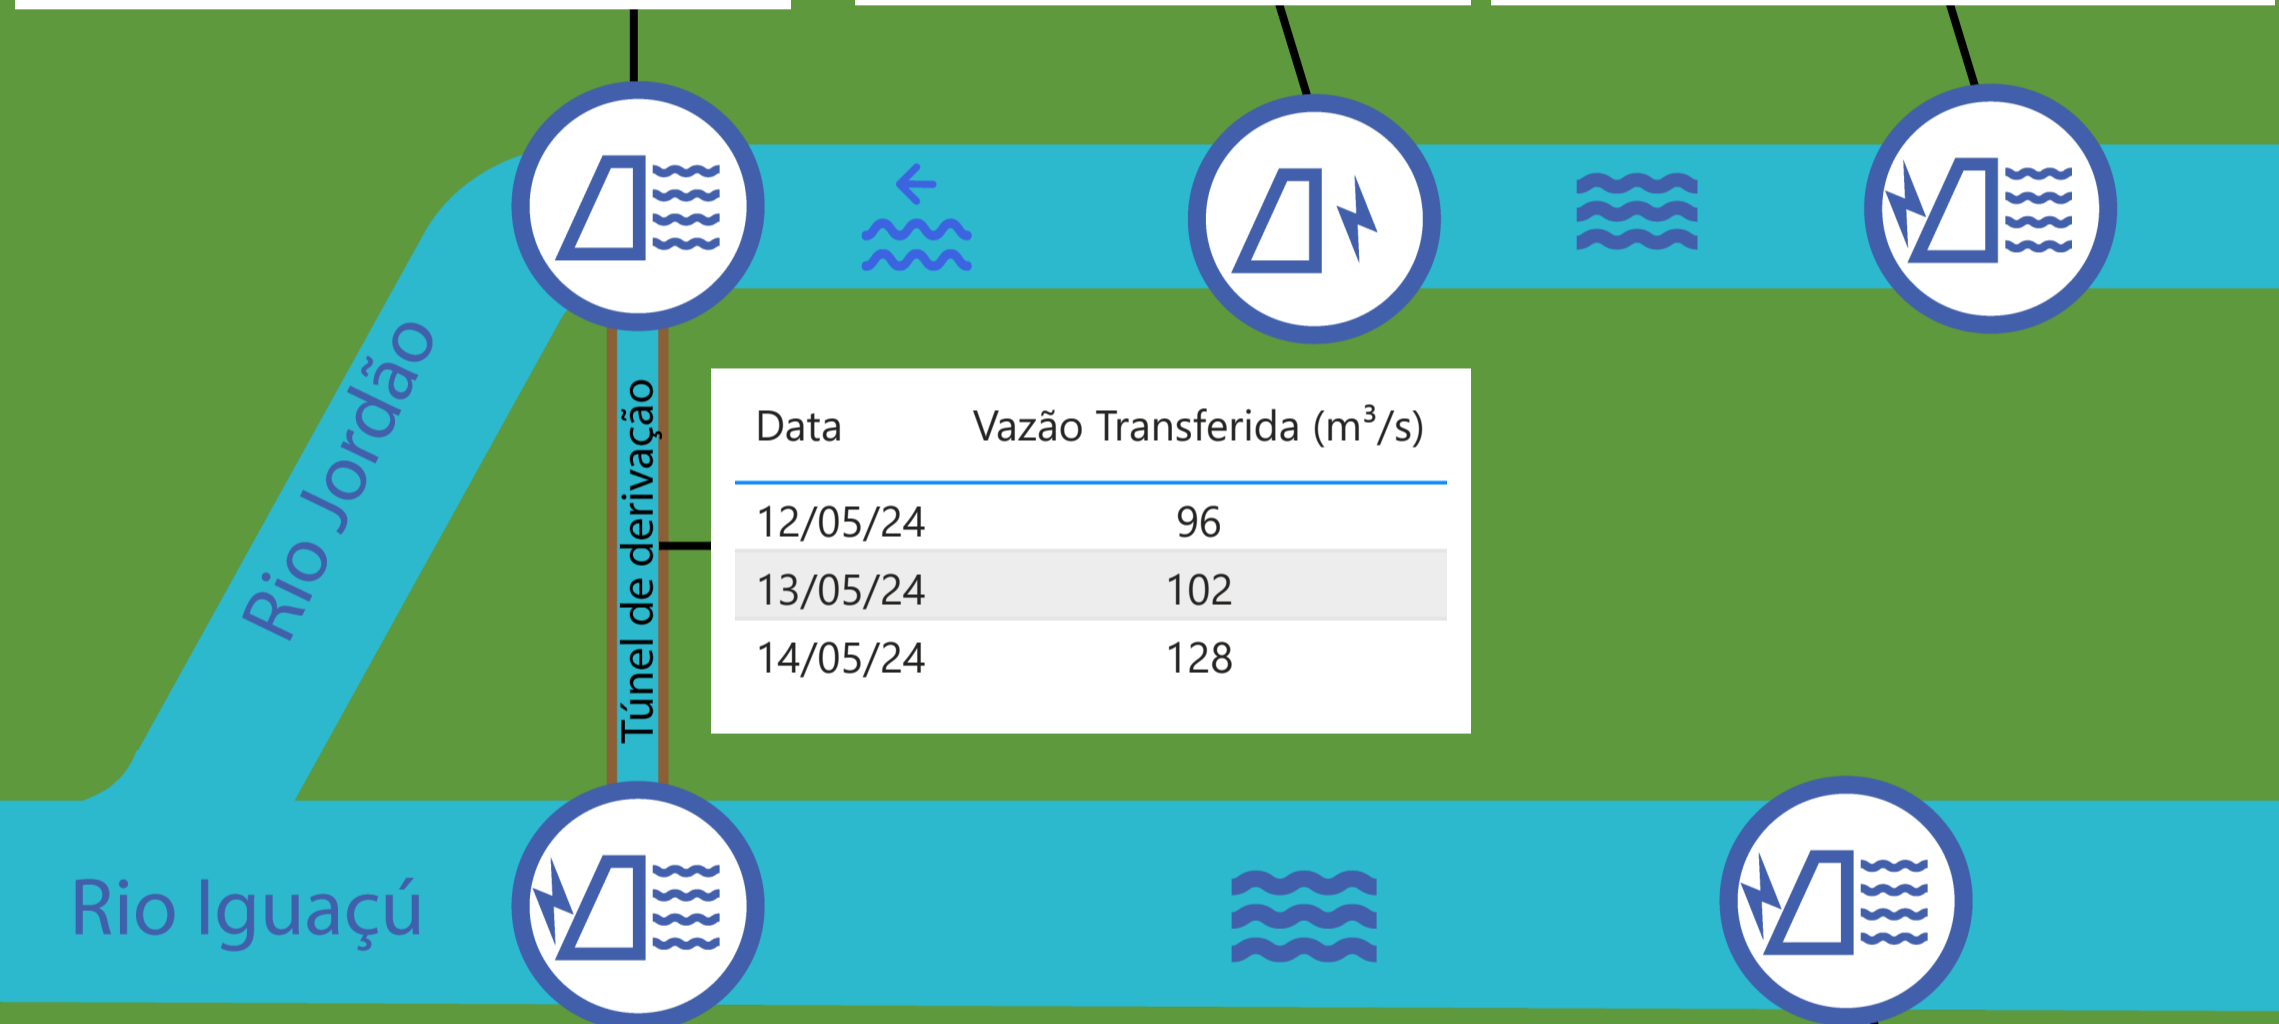 Rio Jordão
Túnel de derivação
Data Vazão Transferida (m³/s)
12/05/24 96
13/05/24 102
14/05/24 128
Rio Iguaçú